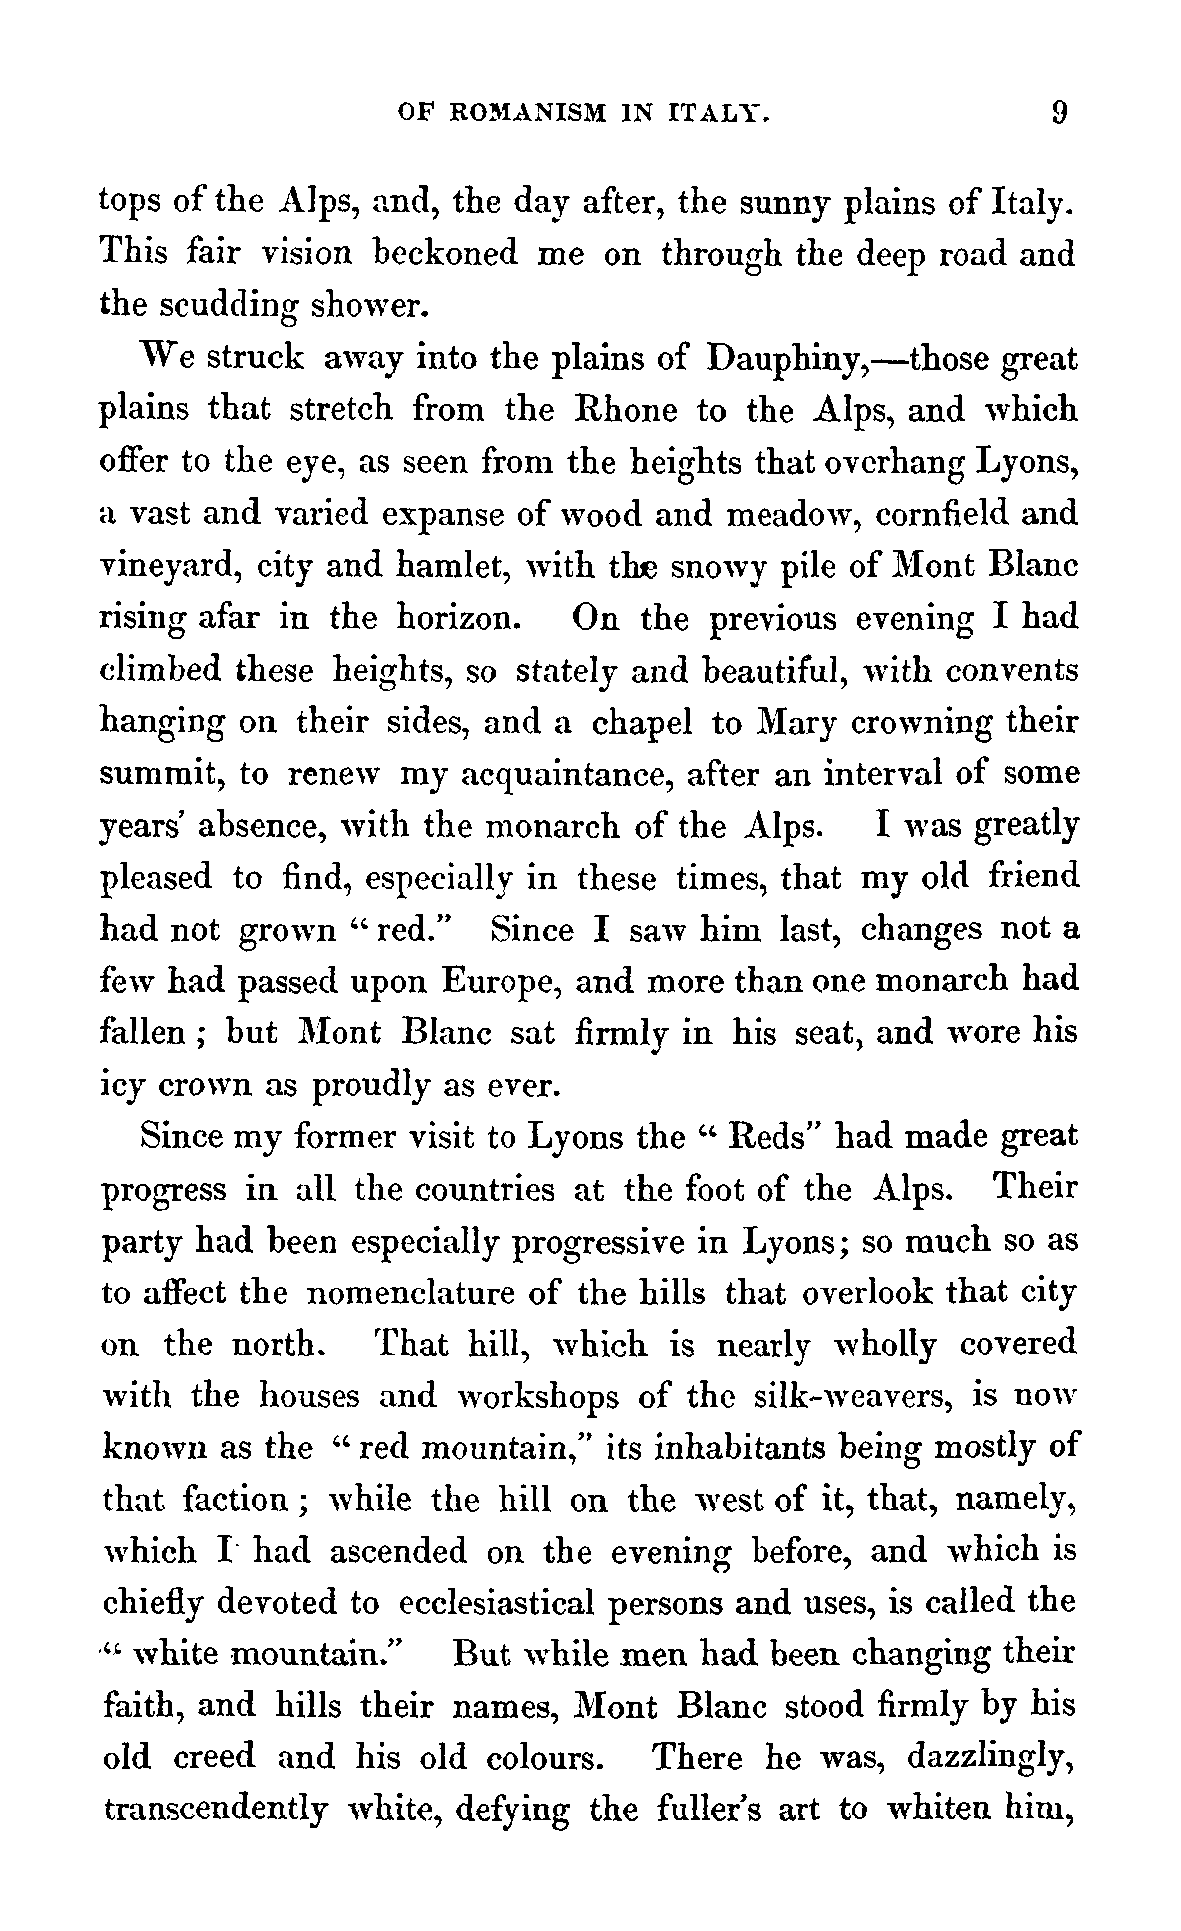 OF ROMANISM IN ITALY. 9
tops of the Alps, and, the day after, the sunny plains of Italy.
This fair vision beckoned me on through the deep road and
the scudding shower.
We struck away into the plains of Dauphiny,—those great
plains that stretch from the Rhone to the Alps, and which
offer to the eye, as seen from the heights that overhang Lyons,
a vast and varied expanse of wood and meadow, cornfield and
vineyard, city and hamlet, with the snowy pile of Mont Blanc
rising afar in the horizon. On the previous evening I had
climbed these heights, so stately and beautiful, with convents
hanging on their sides, and a chapel to Mary crowning their
summit, to renew my acquaintance, after an interval of some
years' absence, with the monarch of the Alps. I was greatly
pleased to find, especially in these times, that my old friend
had not grown “ red.” Since I saw him last, changes not a
few had passed upon Europe, and more than one monarch had
fallen ; but Mont Blanc sat firmly in his seat, and wore his
icy crown as proudly as ever.
Since my former visit to Lyons the “ Reds” had made great
progress in all the countries at the foot of the Alps. Their
party had been especially progressive in Lyons; so much so as
to affect the nomenclature of the hills that overlook that city
on the north. That hill, which is nearly wholly covered
with the houses and workshops of the silk-weavers, is now
known as the “ red mountain,” its inhabitants being mostly of
that faction ; while the hill on the west of it, that, namely,
which I had ascended on the evening before, and which is
chiefly devoted to ecclesiastical persons and uses, is called the
“ white mountain.” But while men had been changing their
faith, and hills their names, Mont Blanc stood firmly by his
old creed and his old colours. There he was, dazzlingly,
transcendently white, defying the fuller's art to whiten him,